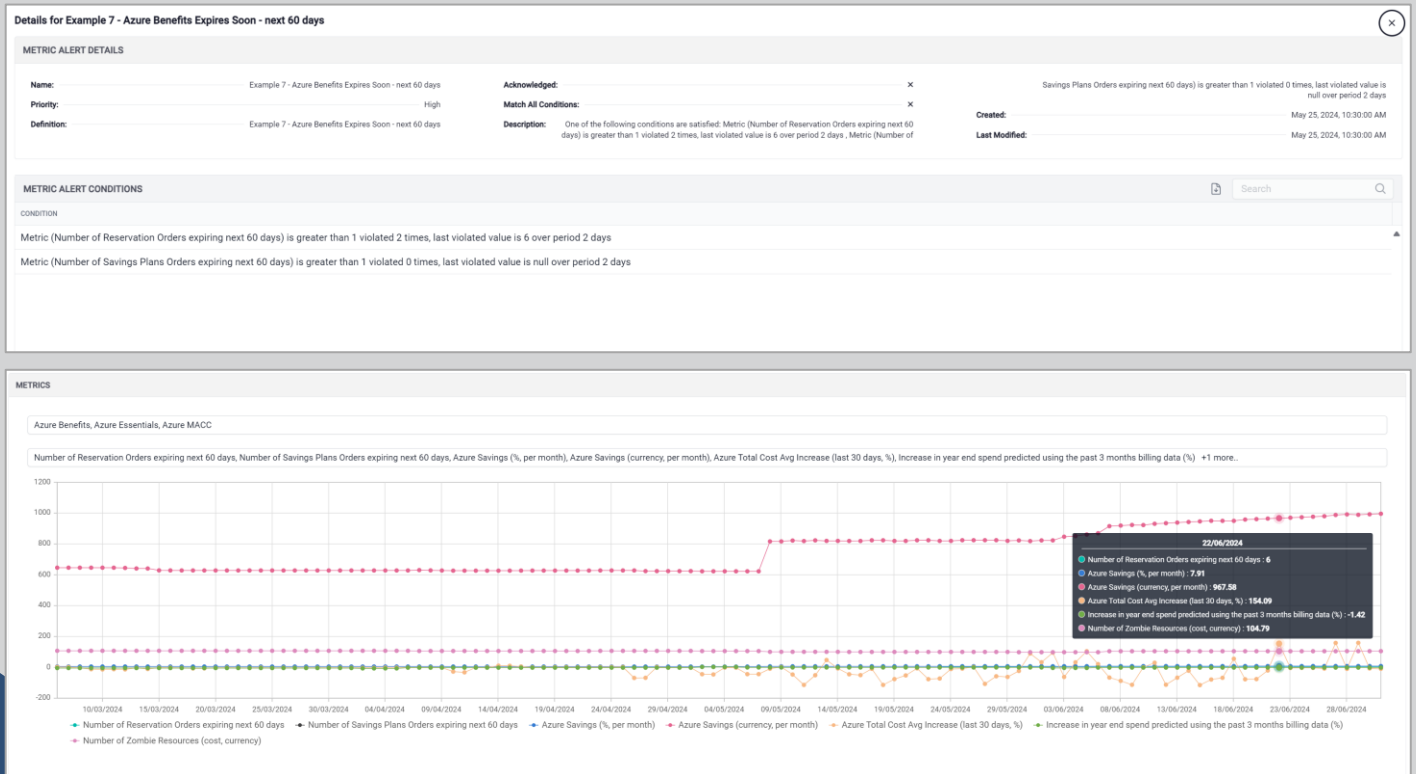 Details for Example 7 - Azure Benefits Expires Soon - next 60 days
METRIC ALERT DETAILS
Name: Example 7 - Azure Benefits Expires Soon - next 60 days
Priority: High
Definition: Example 7 - Azure Benefits Expires Soon - next 60 days
Acknowledged: ×
Match All Conditions: ×
Description: One of the following conditions are satisfied: Metric (Number of Reservation Orders expiring next 60
days) is greater than 1 violated 2 times, last violated value is 6 over period 2 days , Metric (Number of
Savings Plans Orders expiring next 60 days) is greater than 1 violated 0 times, last violated value is
null over period 2 days
Created: May 25, 2024, 10:30:00 AM
Last Modified: May 25, 2024, 10:30:00 AM
METRIC ALERT CONDITIONS
Search
CONDITION
Metric (Number of Reservation Orders expiring next 60 days) is greater than 1 violated 2 times, last violated value is 6 over period 2 days
Metric (Number of Savings Plans Orders expiring next 60 days) is greater than 1 violated 0 times, last violated value is null over period 2 days
METRICS
Azure Benefits, Azure Essentials, Azure MACC
Number of Reservation Orders expiring next 60 days, Number of Savings Plans Orders expiring next 60 days, Azure Savings (%, per month), Azure Savings (currency, per month), Azure Total Cost Avg Increase (last 30 days, %), Increase in year end spend predicted using the past 3 months billing data (%) +1 more..
1200
1000
800
600
400
200
0
-200
22/06/2024
Number of Reservation Orders expiring next 60 days : 6
Azure Savings (%, per month) : 7.91
Azure Savings (currency, per month) : 967.58
Azure Total Cost Avg Increase (last 30 days, %) : 154.09
Increase in year end spend predicted using the past 3 months billing data (%) : -1.42
Number of Zombie Resources (cost, currency) : 104.79
10/03/2024 15/03/2024 20/03/2024 25/03/2024 30/03/2024 04/04/2024 09/04/2024 14/04/2024 19/04/2024 24/04/2024 29/04/2024 04/05/2024 09/05/2024 14/05/2024 19/05/2024 24/05/2024 29/05/2024 03/06/2024 08/06/2024 13/06/2024 18/06/2024 23/06/2024 28/06/2024
Number of Reservation Orders expiring next 60 days Number of Savings Plans Orders expiring next 60 days Azure Savings (%, per month) Azure Savings (currency, per month) Azure Total Cost Avg Increase (last 30 days, %) Increase in year end spend predicted using the past 3 months billing data (%)
Number of Zombie Resources (cost, currency)